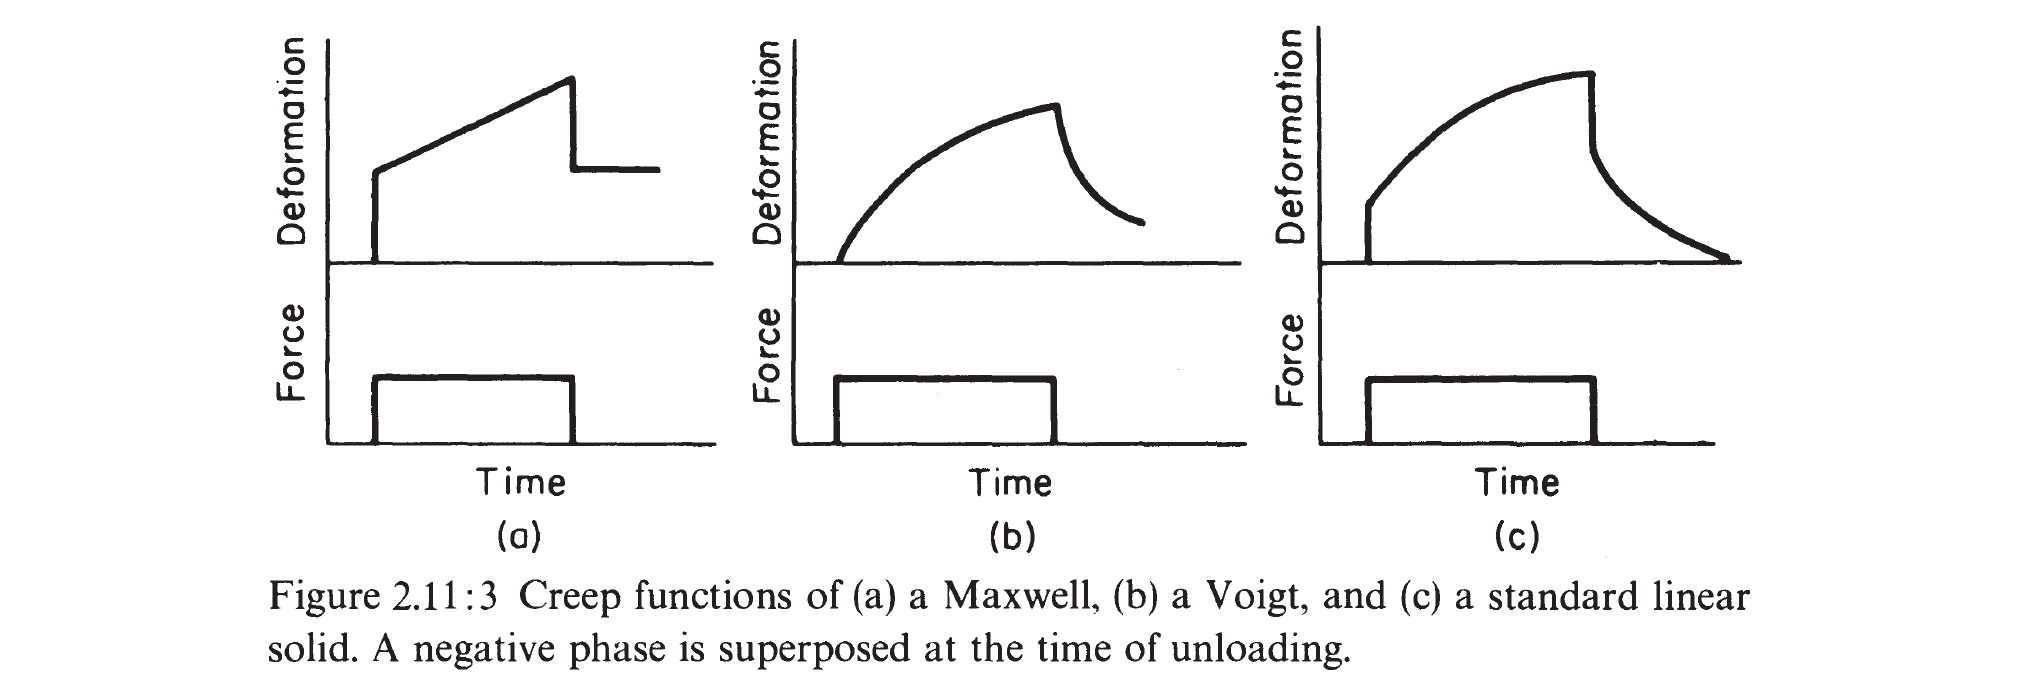 Deformation
Force
Time
(a)
Deformation
Force
Time
(b)
Deformation
Force
Time
(c)
Figure 2.11:3 Creep functions of (a) a Maxwell, (b) a Voigt, and (c) a standard linear
solid. A negative phase is superposed at the time of unloading.